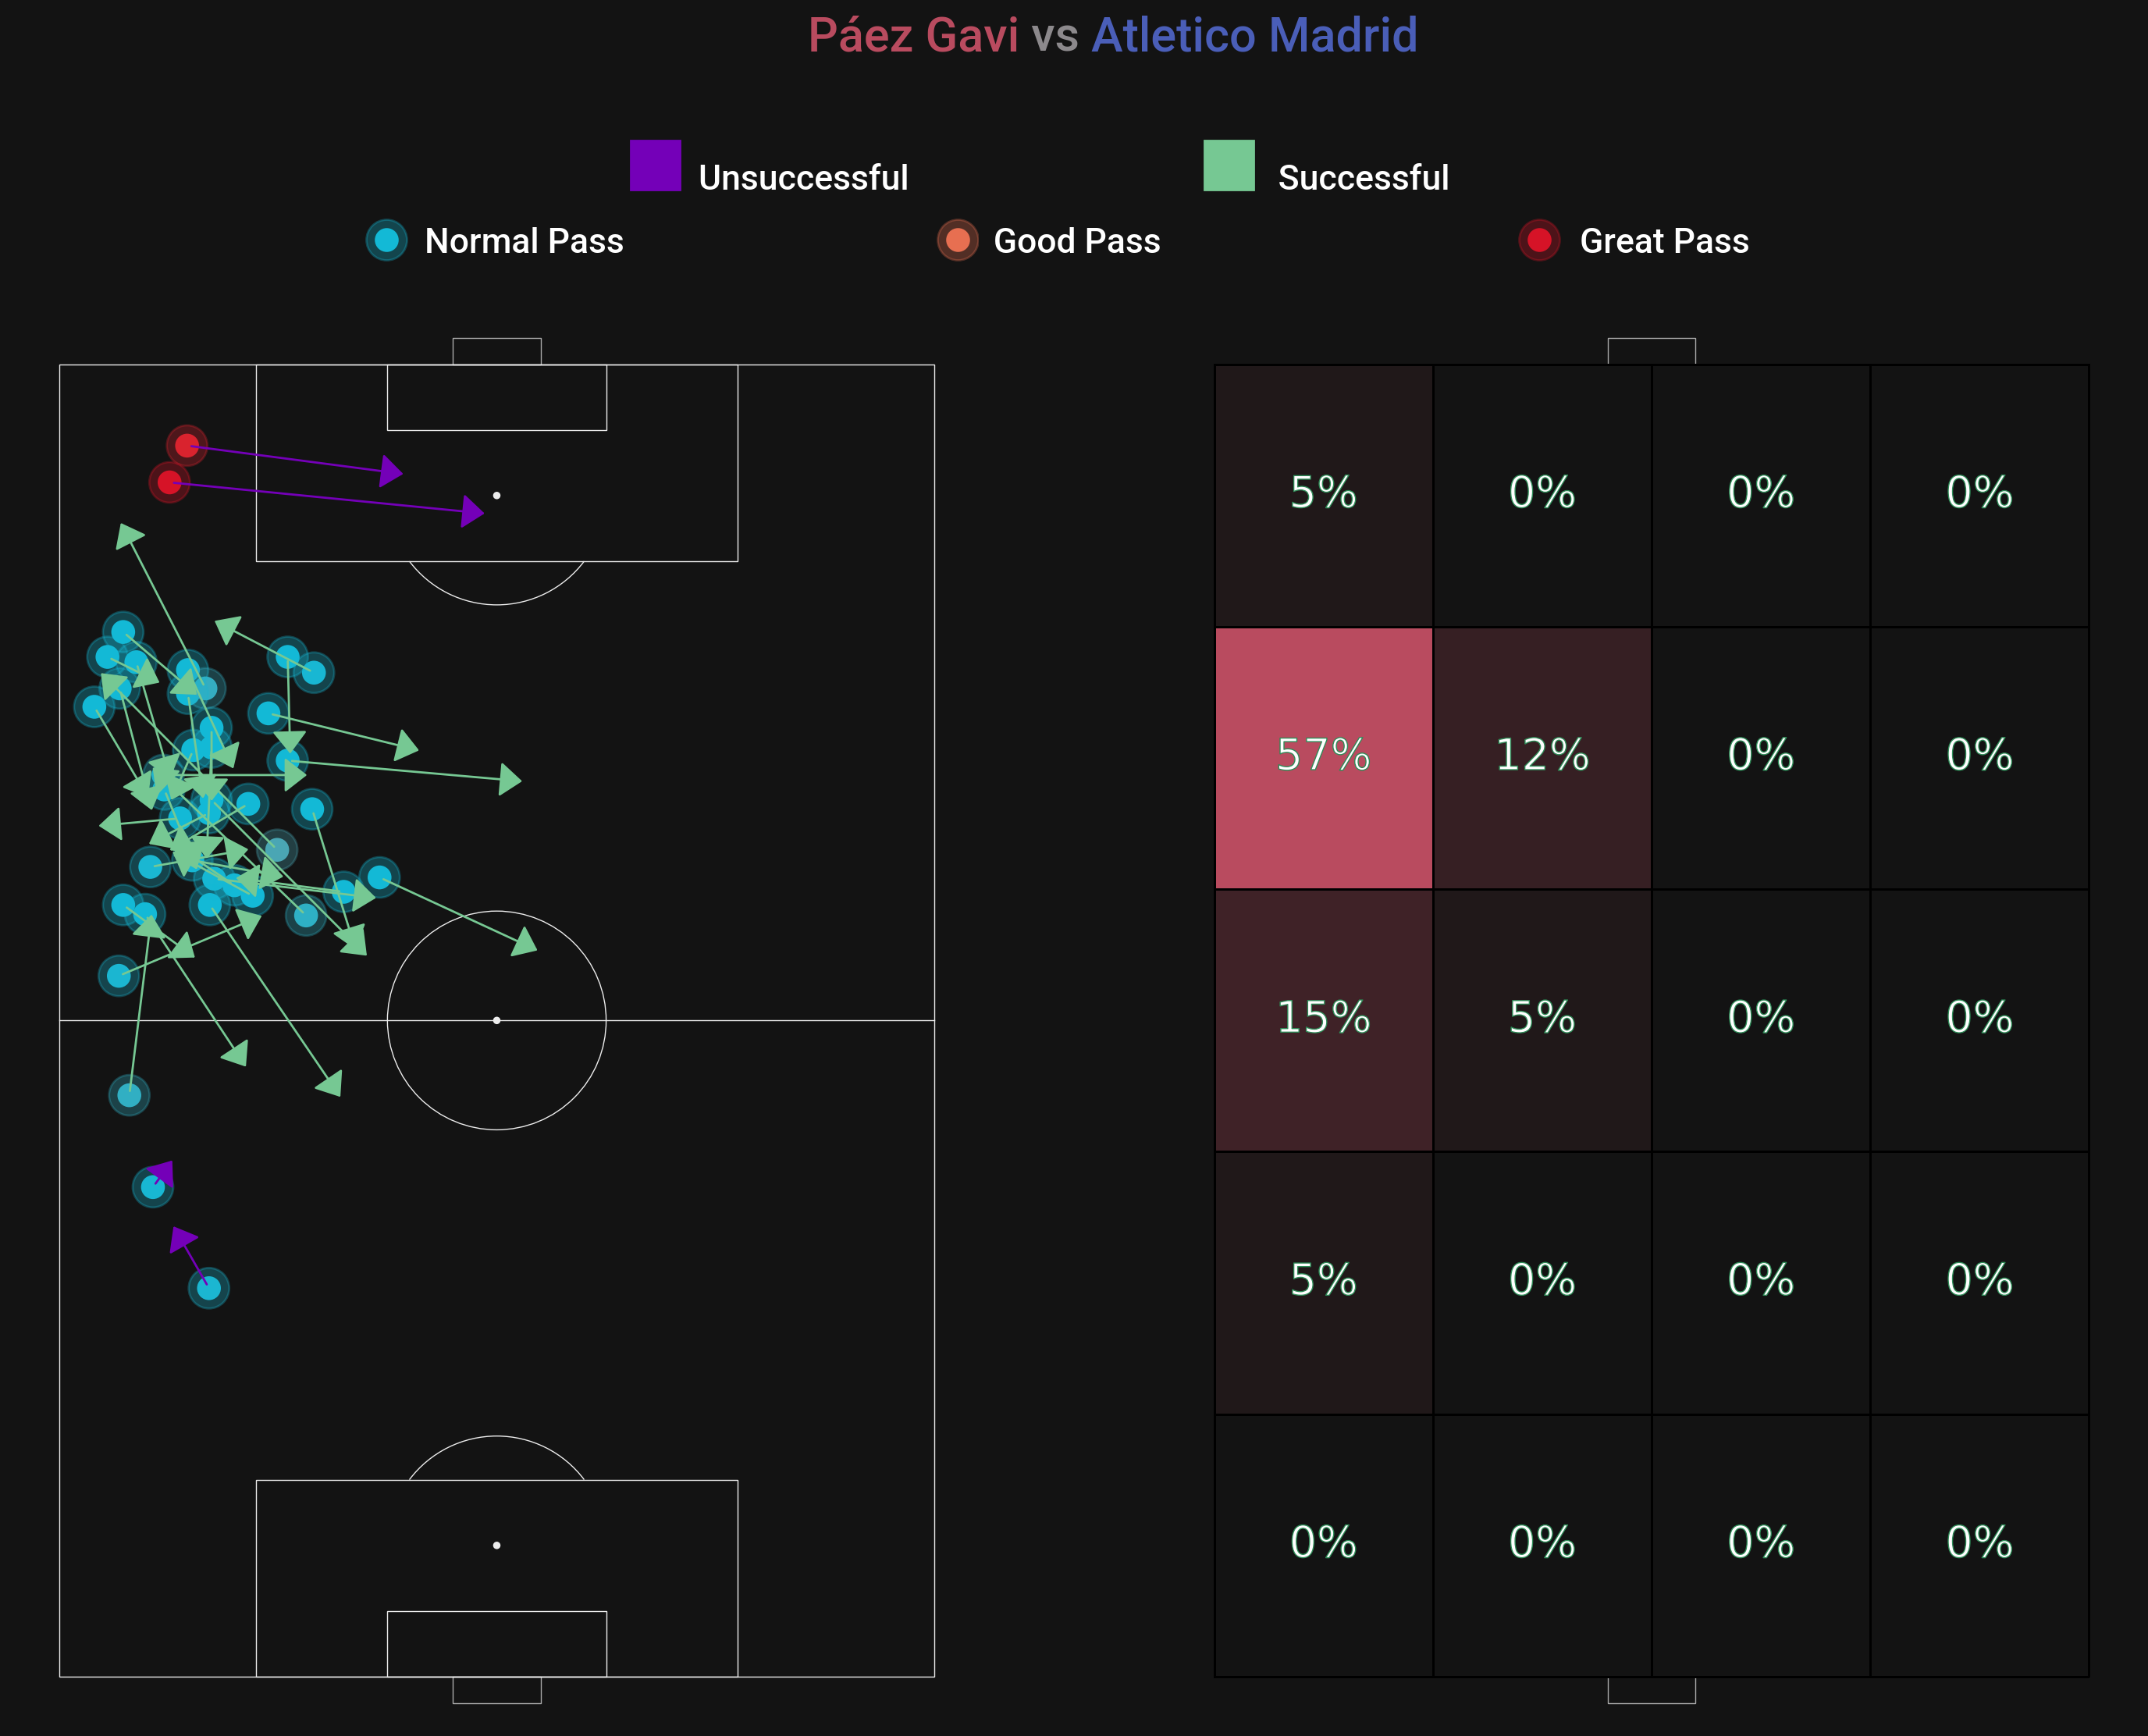 Páez Gavi vs Atletico Madrid
Unsuccessful Successful
Normal Pass Good Pass Great Pass
5% 0% 0% 0%
57% 12% 0% 0%
15% 5% 0% 0%
5% 0% 0% 0%
0% 0% 0% 0%